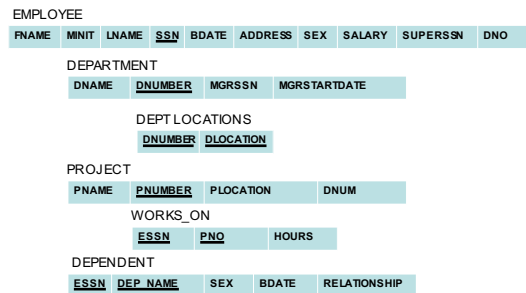 EMPLOYEE
FNAME MINIT LNAME SSN BDATE ADDRESS SEX SALARY SUPERSSN DNO
DEPARTMENT
DNAME DNUMBER MGRSSN MGRSTARTDATE
DEPT LOCATIONS
DNUMBER DLOCATION
PROJECT
PNAME PNUMBER PLOCATION DNUM
WORKS_ON
ESSN PNO HOURS
DEPENDENT
ESSN DEP_NAME SEX BDATE RELATIONSHIP